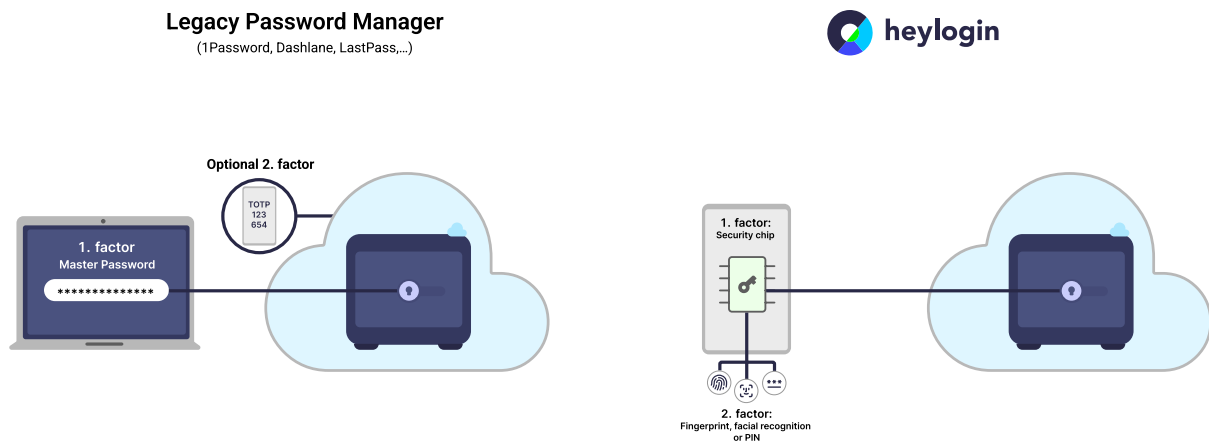 Legacy Password Manager
(1Password, Dashlane, LastPass,...)
Optional 2. factor
TOTP
123
654
1. factor
Master Password
**************
heylogin
1. factor:
Security chip
***
2. factor:
Fingerprint, facial recognition
or PIN